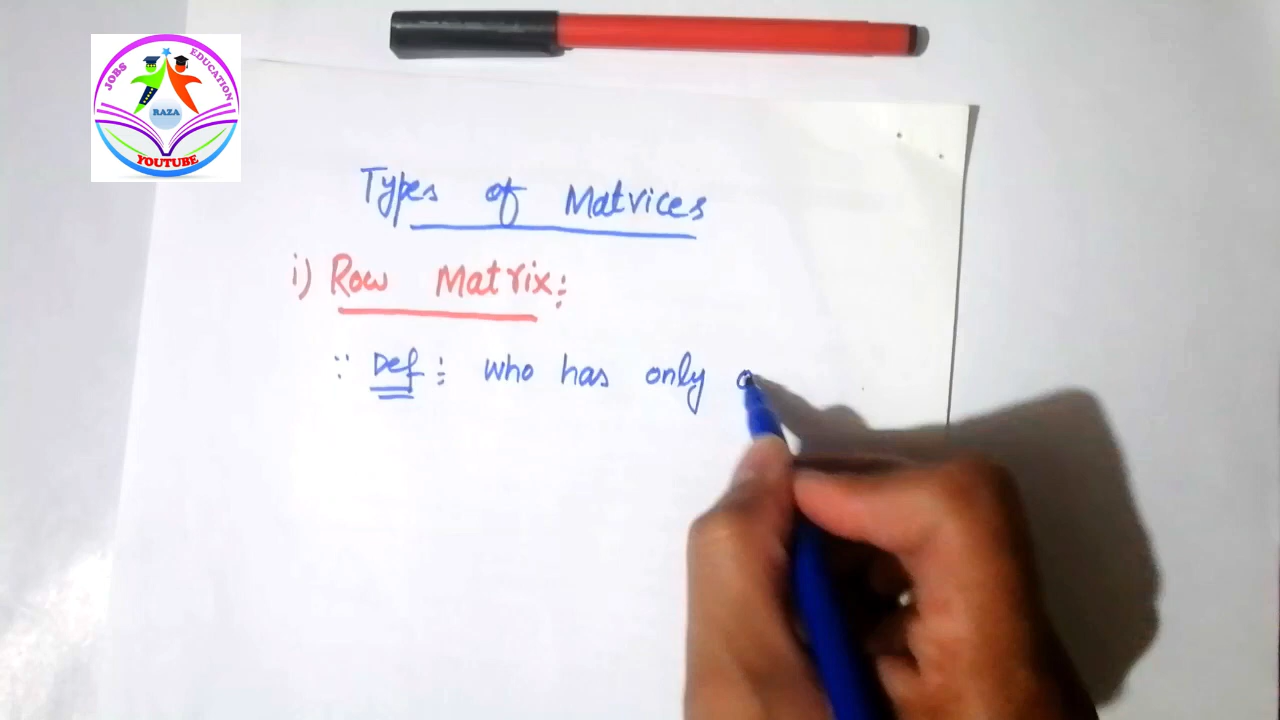 JOBS EDUCATION
RAZA
YOUTUBE
Types of Matrices
i) Row Matrix:
∵ Def: who has only o